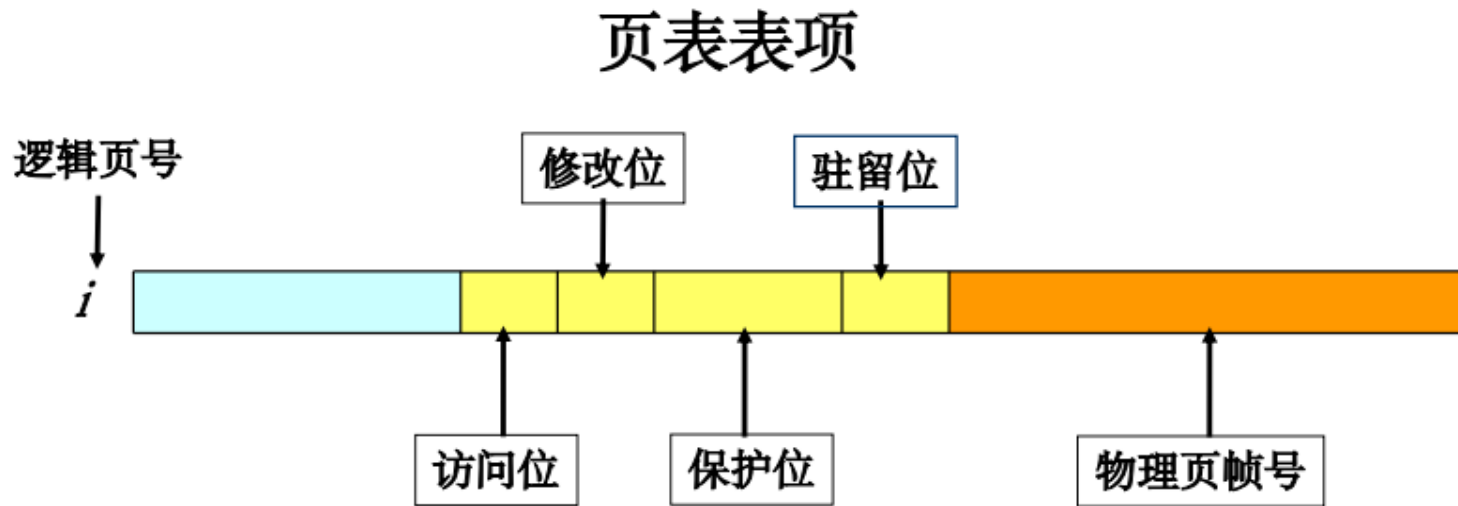 页表表项
逻辑页号
修改位
驻留位
i
访问位
保护位
物理页帧号